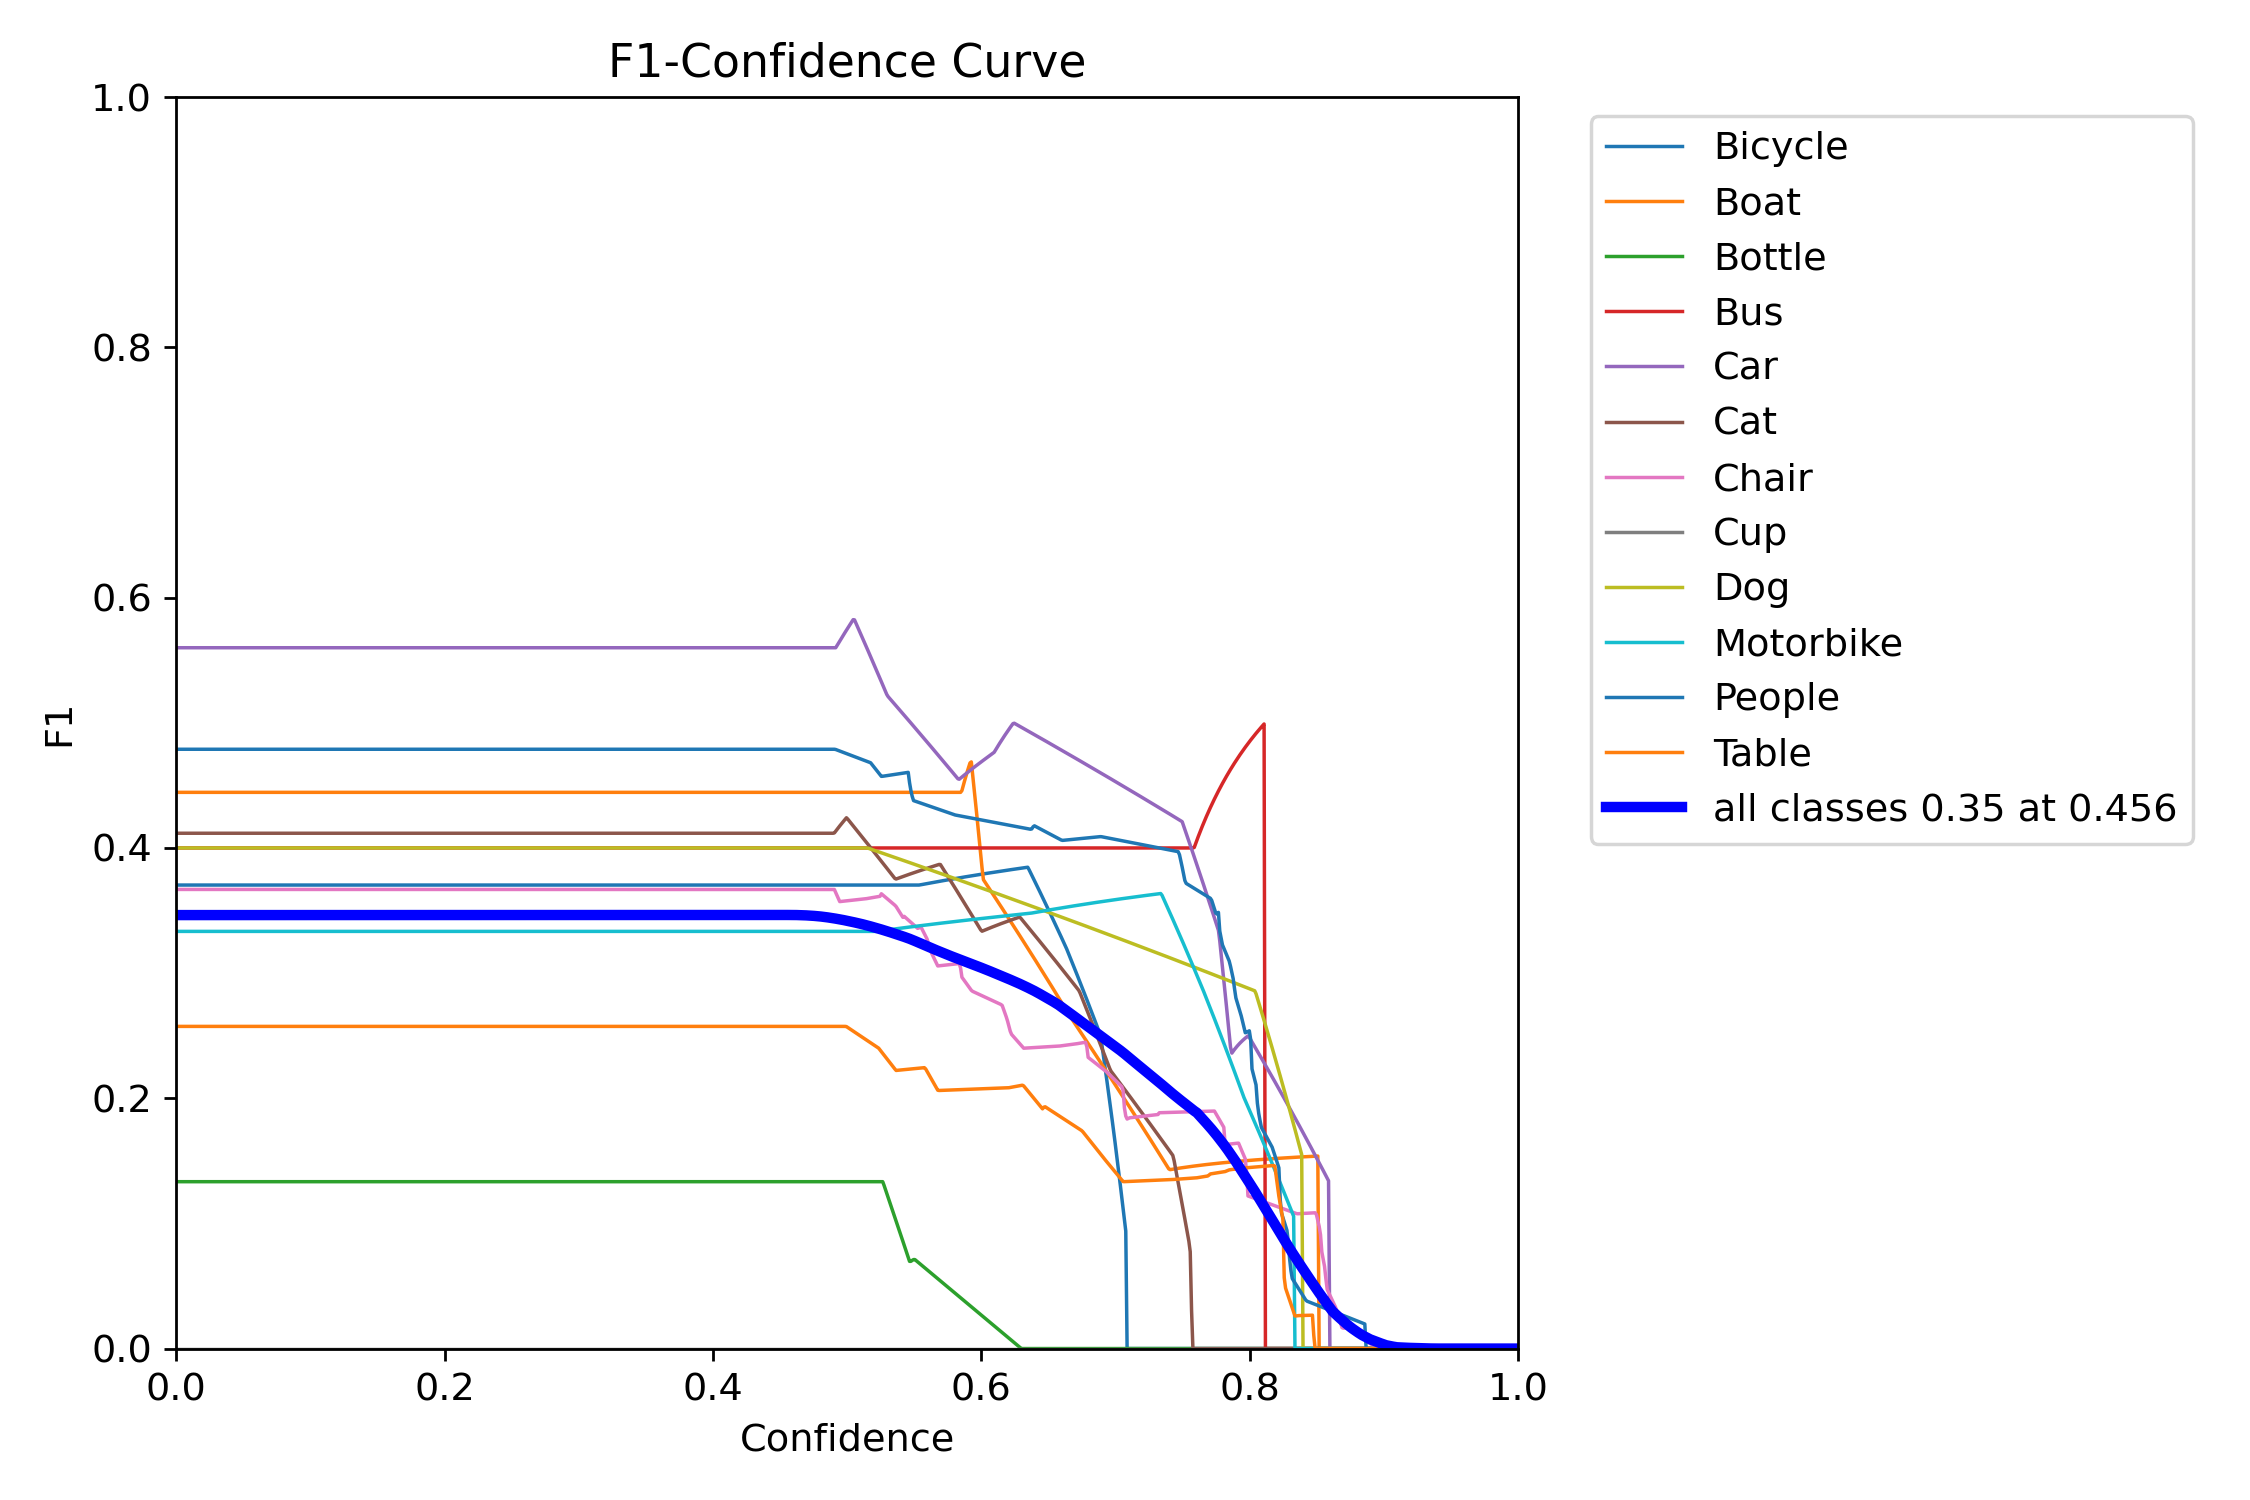 F1-Confidence Curve
1.0
0.8
0.6
0.4
0.2
0.0
F1
0.0 0.2 0.4 0.6 0.8 1.0
Confidence
Bicycle
Boat
Bottle
Bus
Car
Cat
Chair
Cup
Dog
Motorbike
People
Table
all classes 0.35 at 0.456